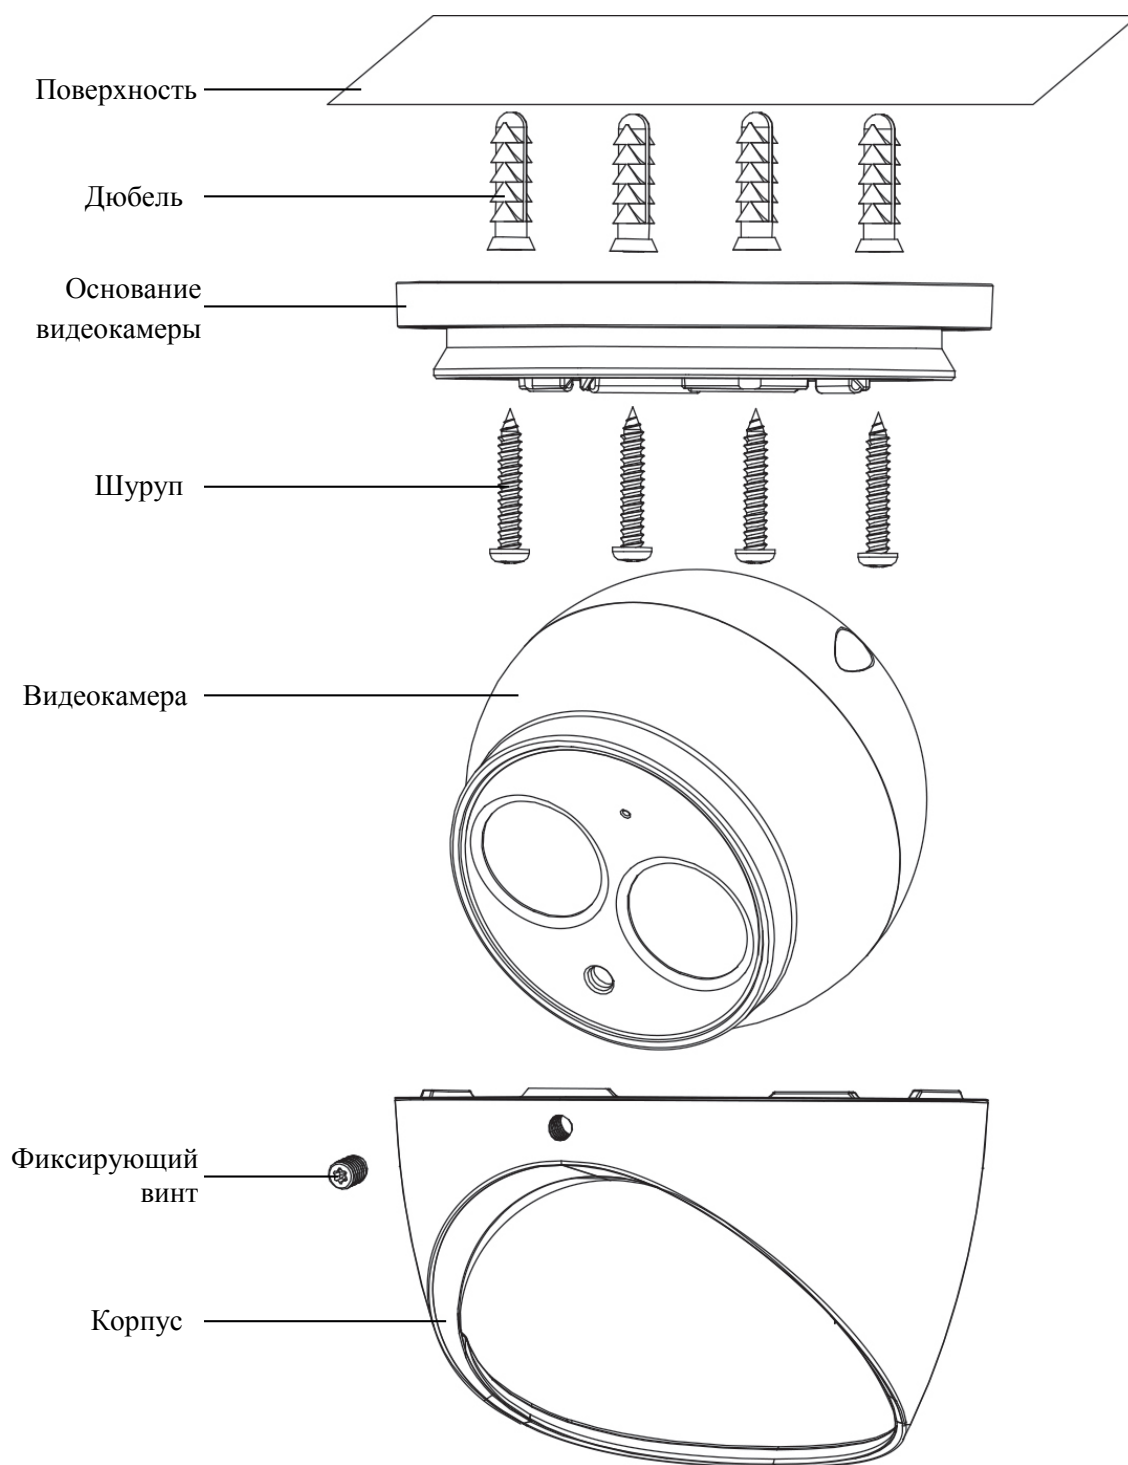 Поверхность
Дюбель
Основание
видеокамеры
Шуруп
Видеокамера
Фиксирующий
винт
Корпус